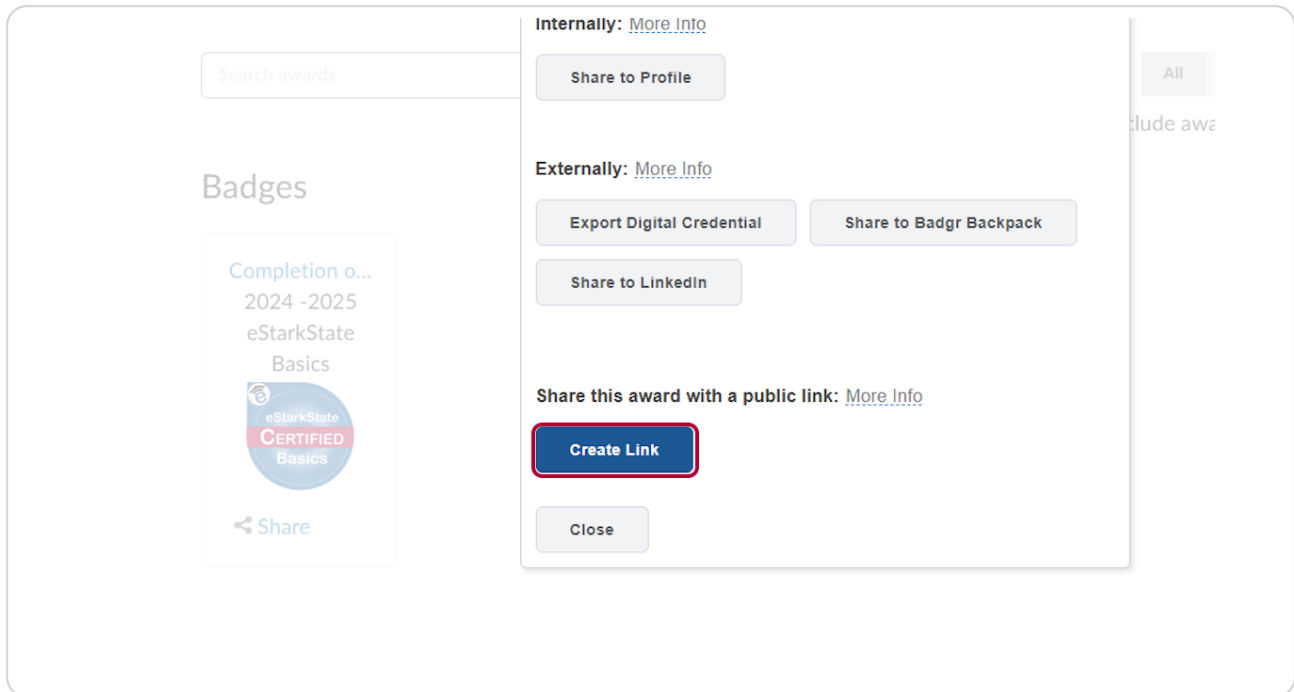 Internally: More Info
Search awards
Share to Profile
All
clude awa
Externally: More Info
Badges
Export Digital Credential
Share to Badgr Backpack
Completion o...
2024 -2025
eStarkState
Basics
Share to LinkedIn
Share this award with a public link: More Info
eStarkState
CERTIFIED
Basics
Create Link
Share
Close